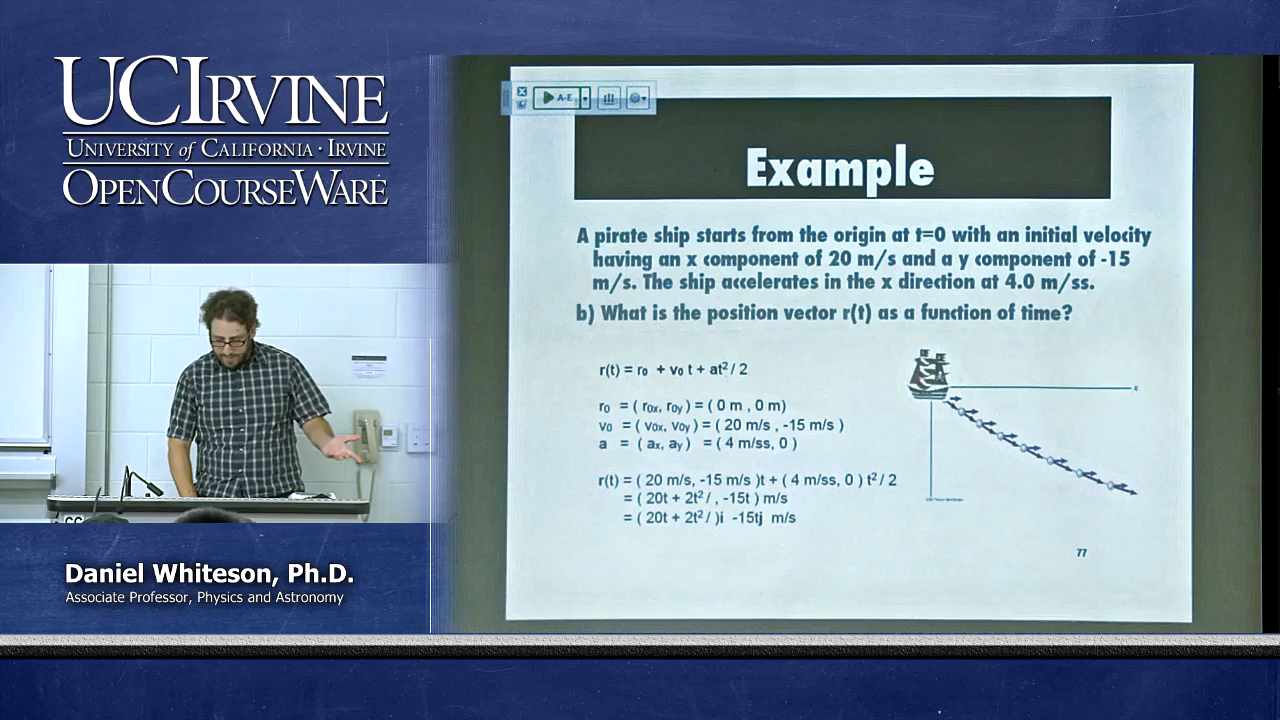 UCIRVINE
UNIVERSITY of CALIFORNIA · IRVINE
OPENCOURSEWARE
Daniel Whiteson, Ph.D.
Associate Professor, Physics and Astronomy
A-E
Example
A pirate ship starts from the origin at t=0 with an initial velocity
having an x component of 20 m/s and a y component of -15
m/s. The ship accelerates in the x direction at 4.0 m/ss.
b) What is the position vector r(t) as a function of time?
r(t) = r₀ + v₀ t + at² / 2
r₀ = ( r₀ₓ, r₀y ) = ( 0 m , 0 m)
v₀ = ( v₀ₓ, v₀y ) = ( 20 m/s , -15 m/s )
a = ( aₓ, ay ) = ( 4 m/ss, 0 )
r(t) = ( 20 m/s, -15 m/s )t + ( 4 m/ss, 0 ) t² / 2
= ( 20t + 2t² / , -15t ) m/s
= ( 20t + 2t² / )i -15tj m/s
x
77